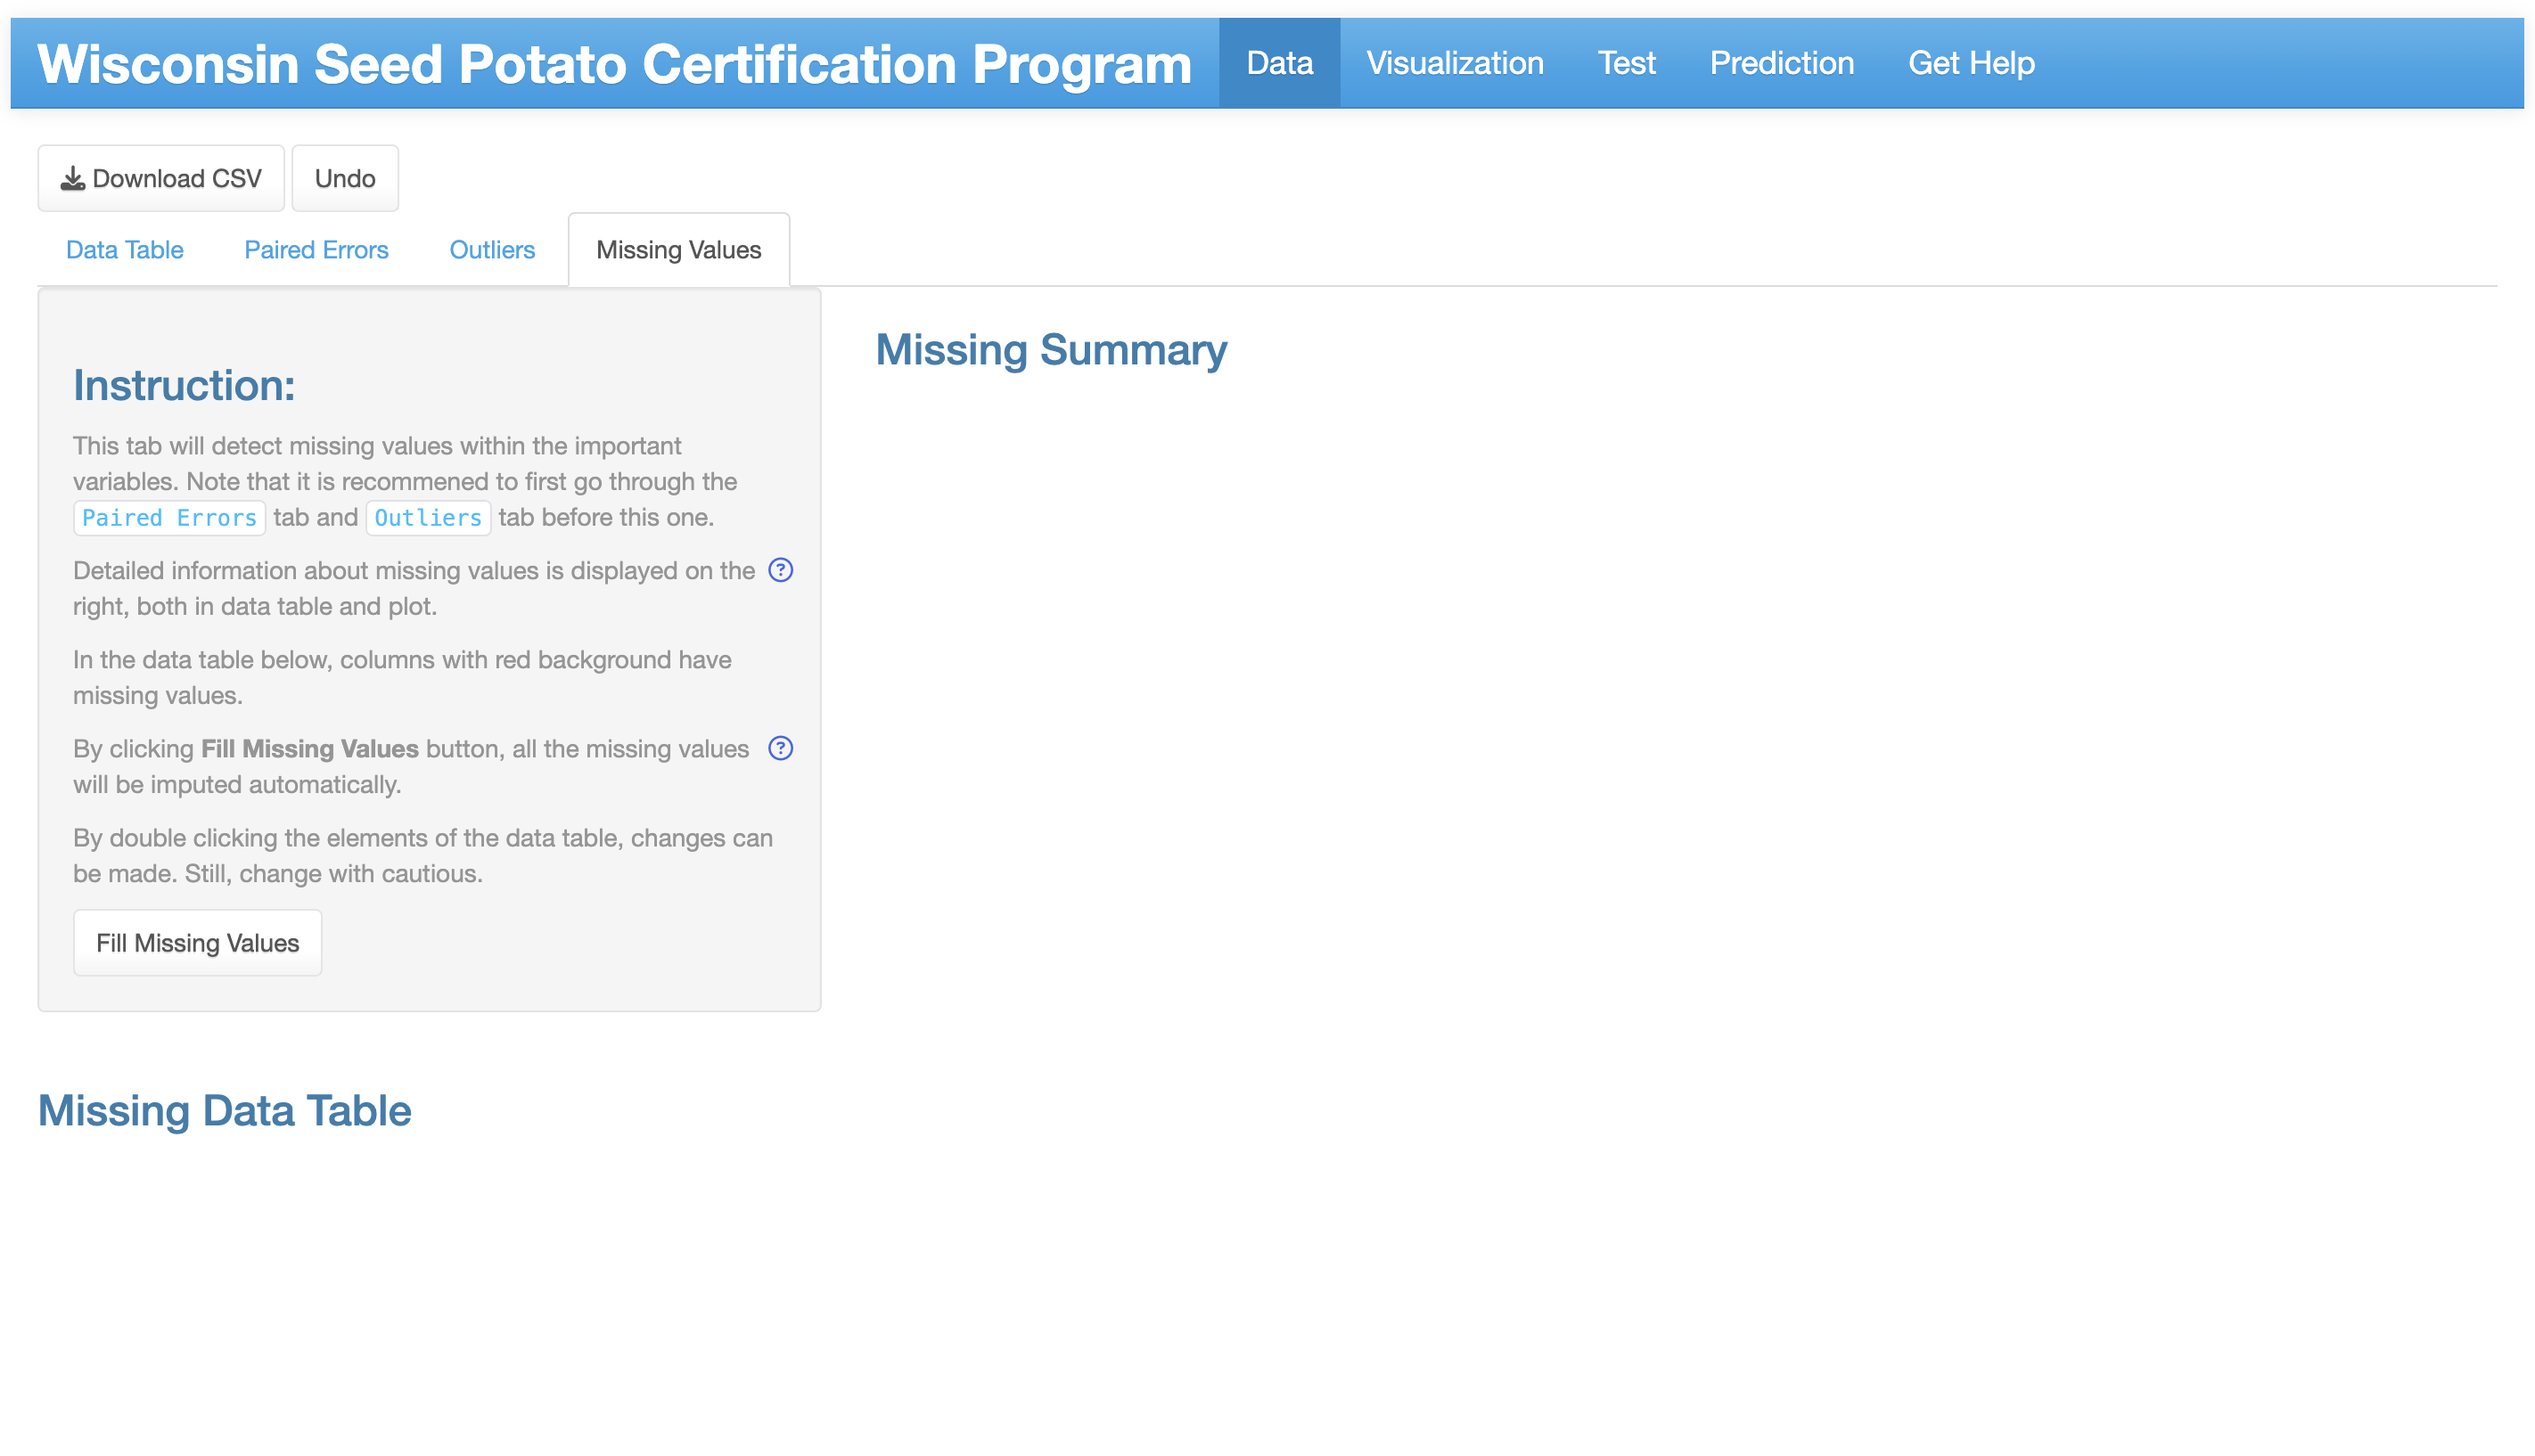 Wisconsin Seed Potato Certification Program Data Visualization Test Prediction Get Help
Download CSV Undo
Data Table Paired Errors Outliers Missing Values
Instruction:
This tab will detect missing values within the important
variables. Note that it is recommened to first go through the
Paired Errors tab and Outliers tab before this one.
Detailed information about missing values is displayed on the
right, both in data table and plot.
In the data table below, columns with red background have
missing values.
By clicking Fill Missing Values button, all the missing values
will be imputed automatically.
By double clicking the elements of the data table, changes can
be made. Still, change with cautious.
Fill Missing Values
Missing Summary
Missing Data Table